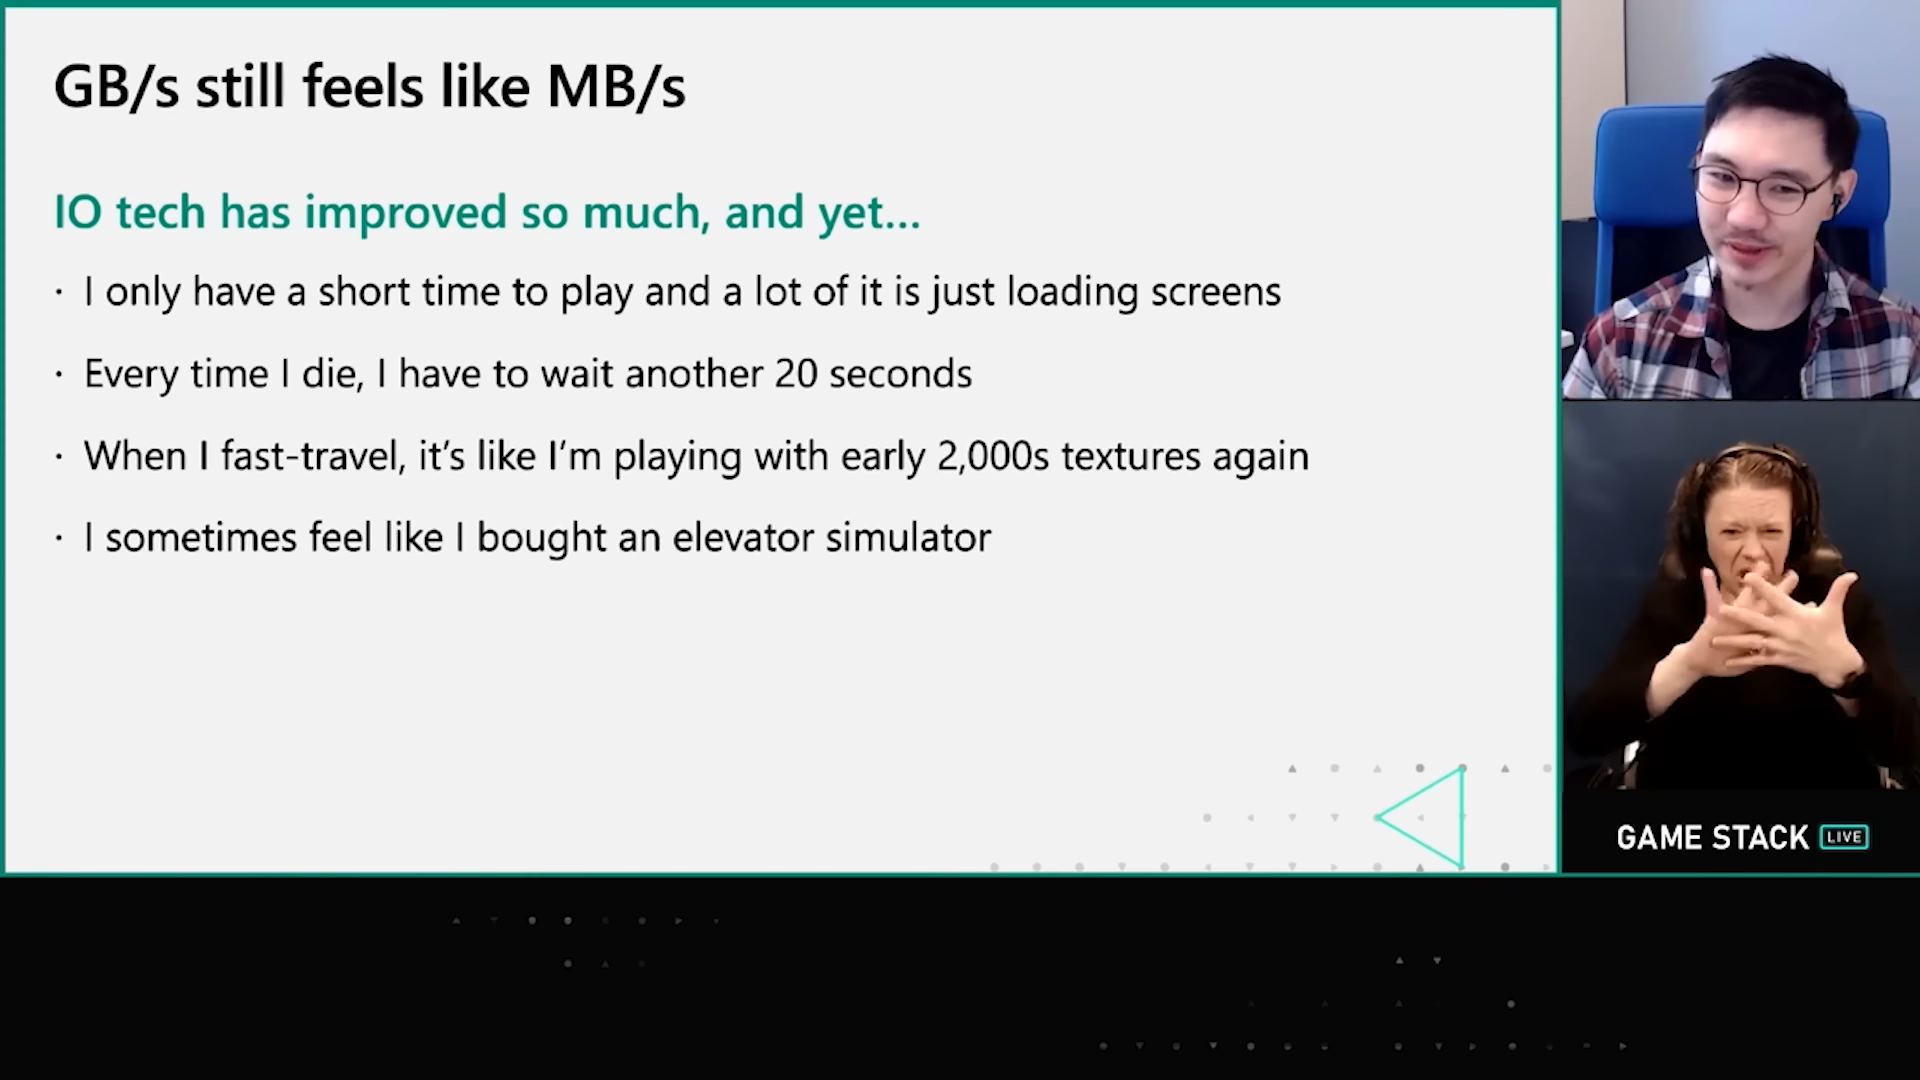 GB/s still feels like MB/s
IO tech has improved so much, and yet...
· I only have a short time to play and a lot of it is just loading screens
· Every time I die, I have to wait another 20 seconds
· When I fast-travel, it’s like I’m playing with early 2,000s textures again
· I sometimes feel like I bought an elevator simulator
GAME STACK LIVE